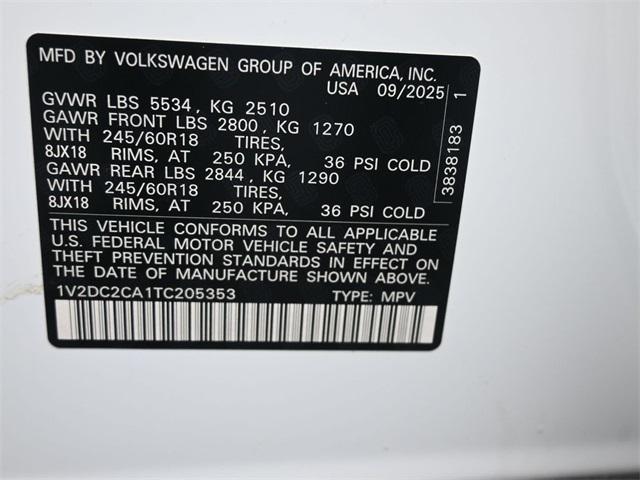 MFD BY VOLKSWAGEN GROUP OF AMERICA, INC.
USA 09/2025
GVWR LBS 5534 , KG 2510
GAWR FRONT LBS 2800 , KG 1270
WITH 245/60R18 TIRES,
8JX18 RIMS, AT 250 KPA, 36 PSI COLD
GAWR REAR LBS 2844 , KG 1290
WITH 245/60R18 TIRES,
8JX18 RIMS, AT 250 KPA, 36 PSI COLD
THIS VEHICLE CONFORMS TO ALL APPLICABLE
U.S. FEDERAL MOTOR VEHICLE SAFETY AND
THEFT PREVENTION STANDARDS IN EFFECT ON
THE DATE OF MANUFACTURE SHOWN ABOVE.
1V2DC2CA1TC205353 TYPE: MPV
3838183 1